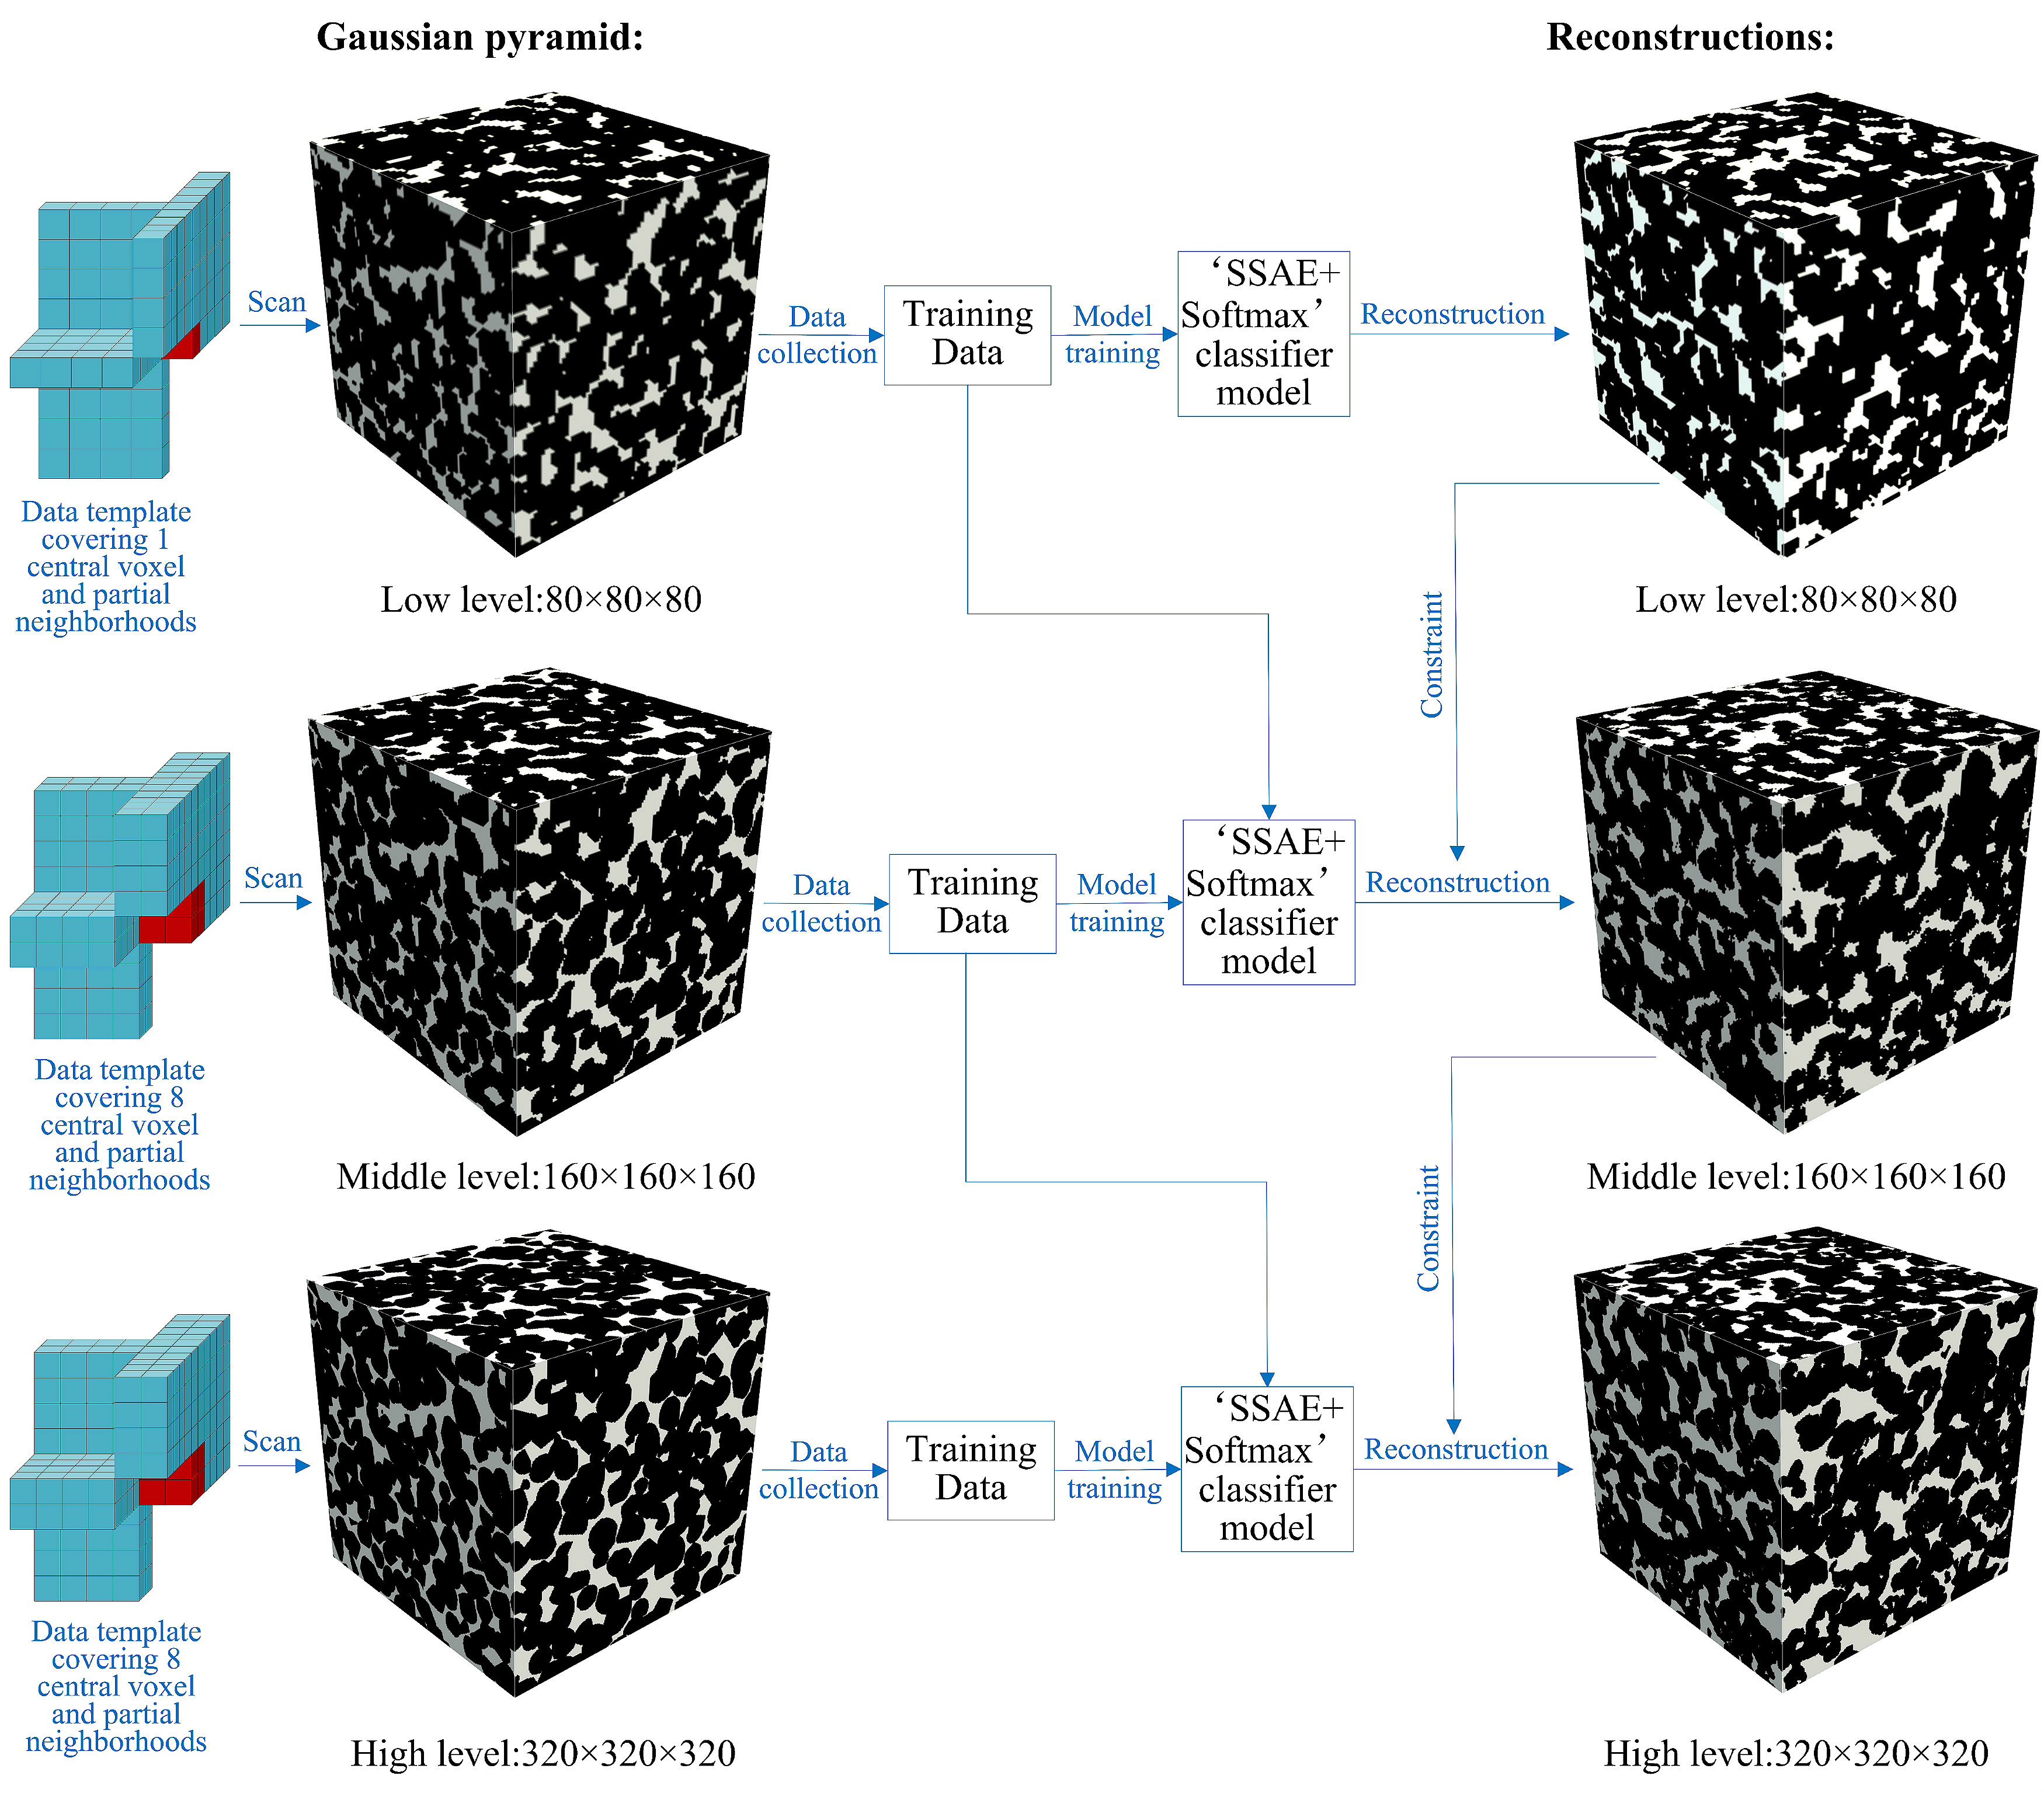 Gaussian pyramid:
Reconstructions:
Scan
Data
collection
Training
Data
Model
training
‘SSAE+
Softmax’
classifier
model
Reconstruction
Data template
covering 1
central voxel
and partial
neighborhoods
Low level:80×80×80
Constraint
Low level:80×80×80
Scan
Data
collection
Training
Data
Model
training
‘SSAE+
Softmax’
classifier
model
Reconstruction
Data template
covering 8
central voxel
and partial
neighborhoods
Middle level:160×160×160
Constraint
Middle level:160×160×160
Scan
Data
collection
Training
Data
Model
training
‘SSAE+
Softmax’
classifier
model
Reconstruction
Data template
covering 8
central voxel
and partial
neighborhoods
High level:320×320×320
High level:320×320×320